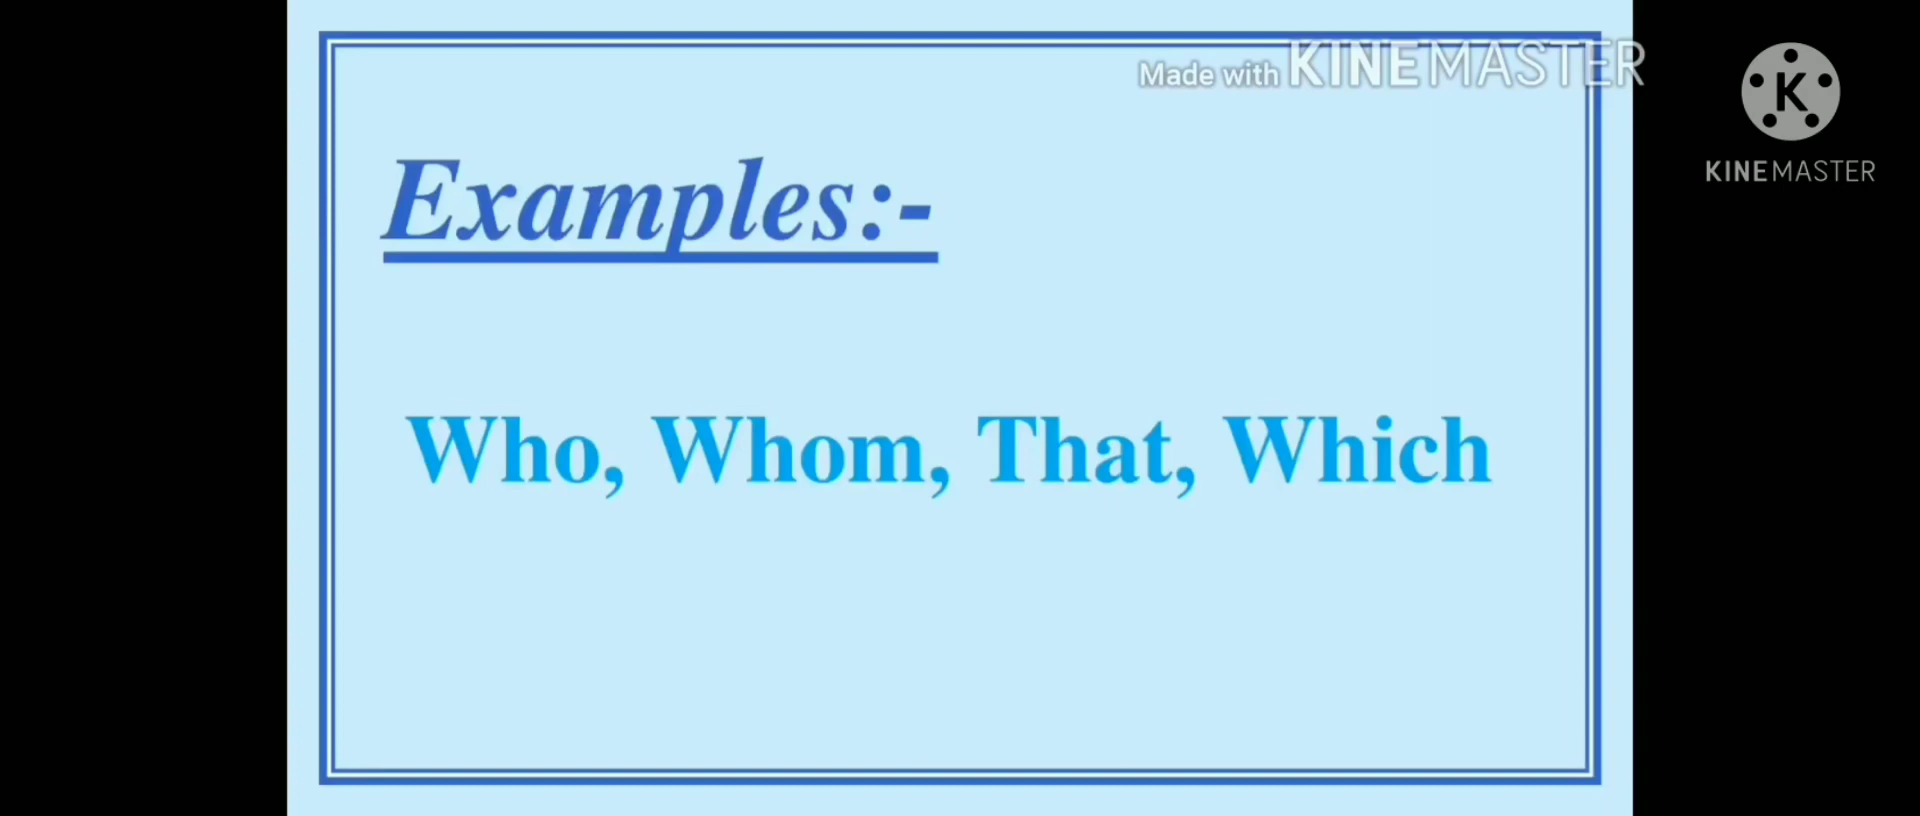 Made with KINEMASTER
KINEMASTER
Examples:-
Who, Whom, That, Which